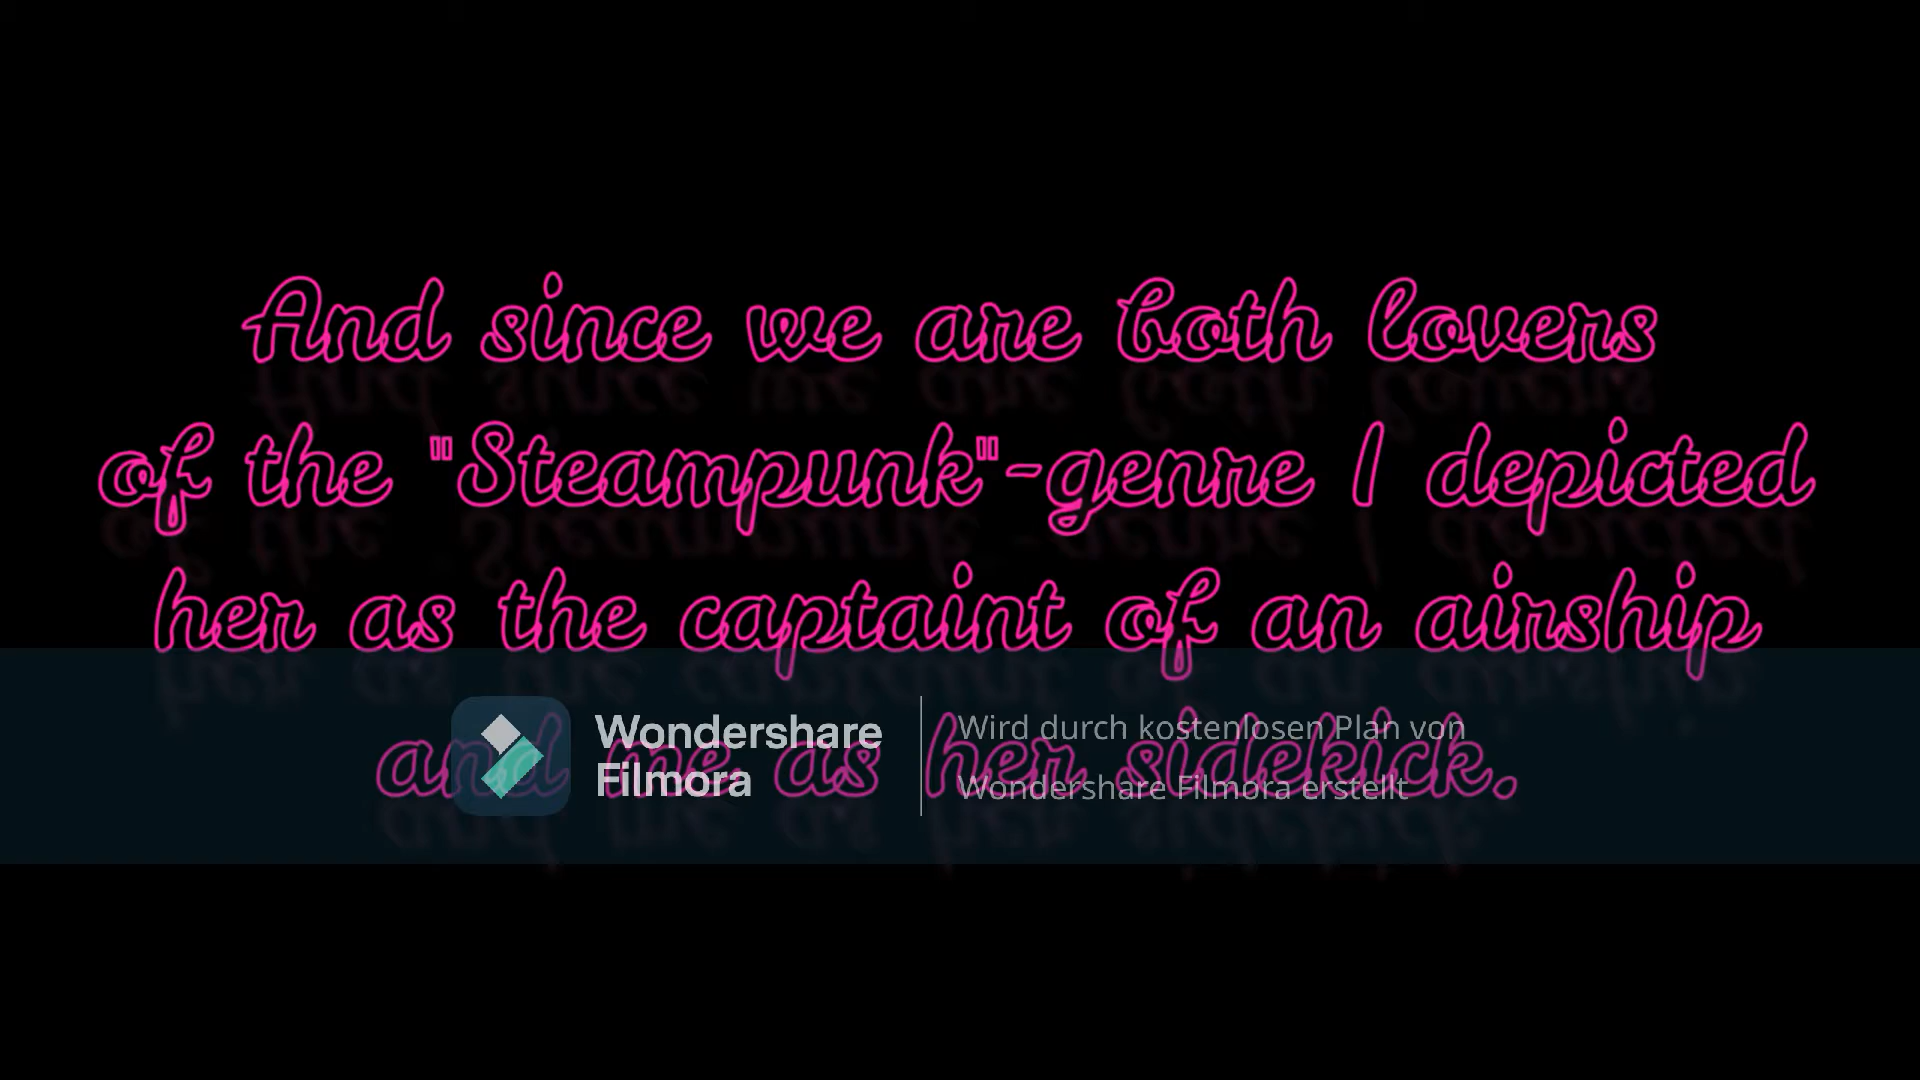 And since we are both lovers
of the "Steampunk"-genre I depicted
her as the captaint of an airship
and me as her sidekick.
Wondershare
Filmora
Wird durch kostenlosen Plan von
Wondershare Filmora erstellt